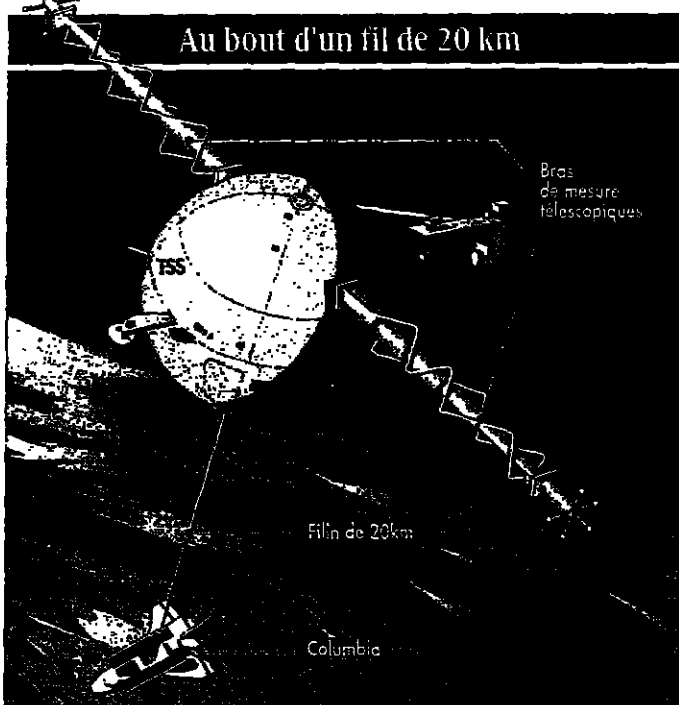 Au bout d'un fil de 20 km
Bras
de mesure
télescopiques
TSS
Filin de 20km
Columbia